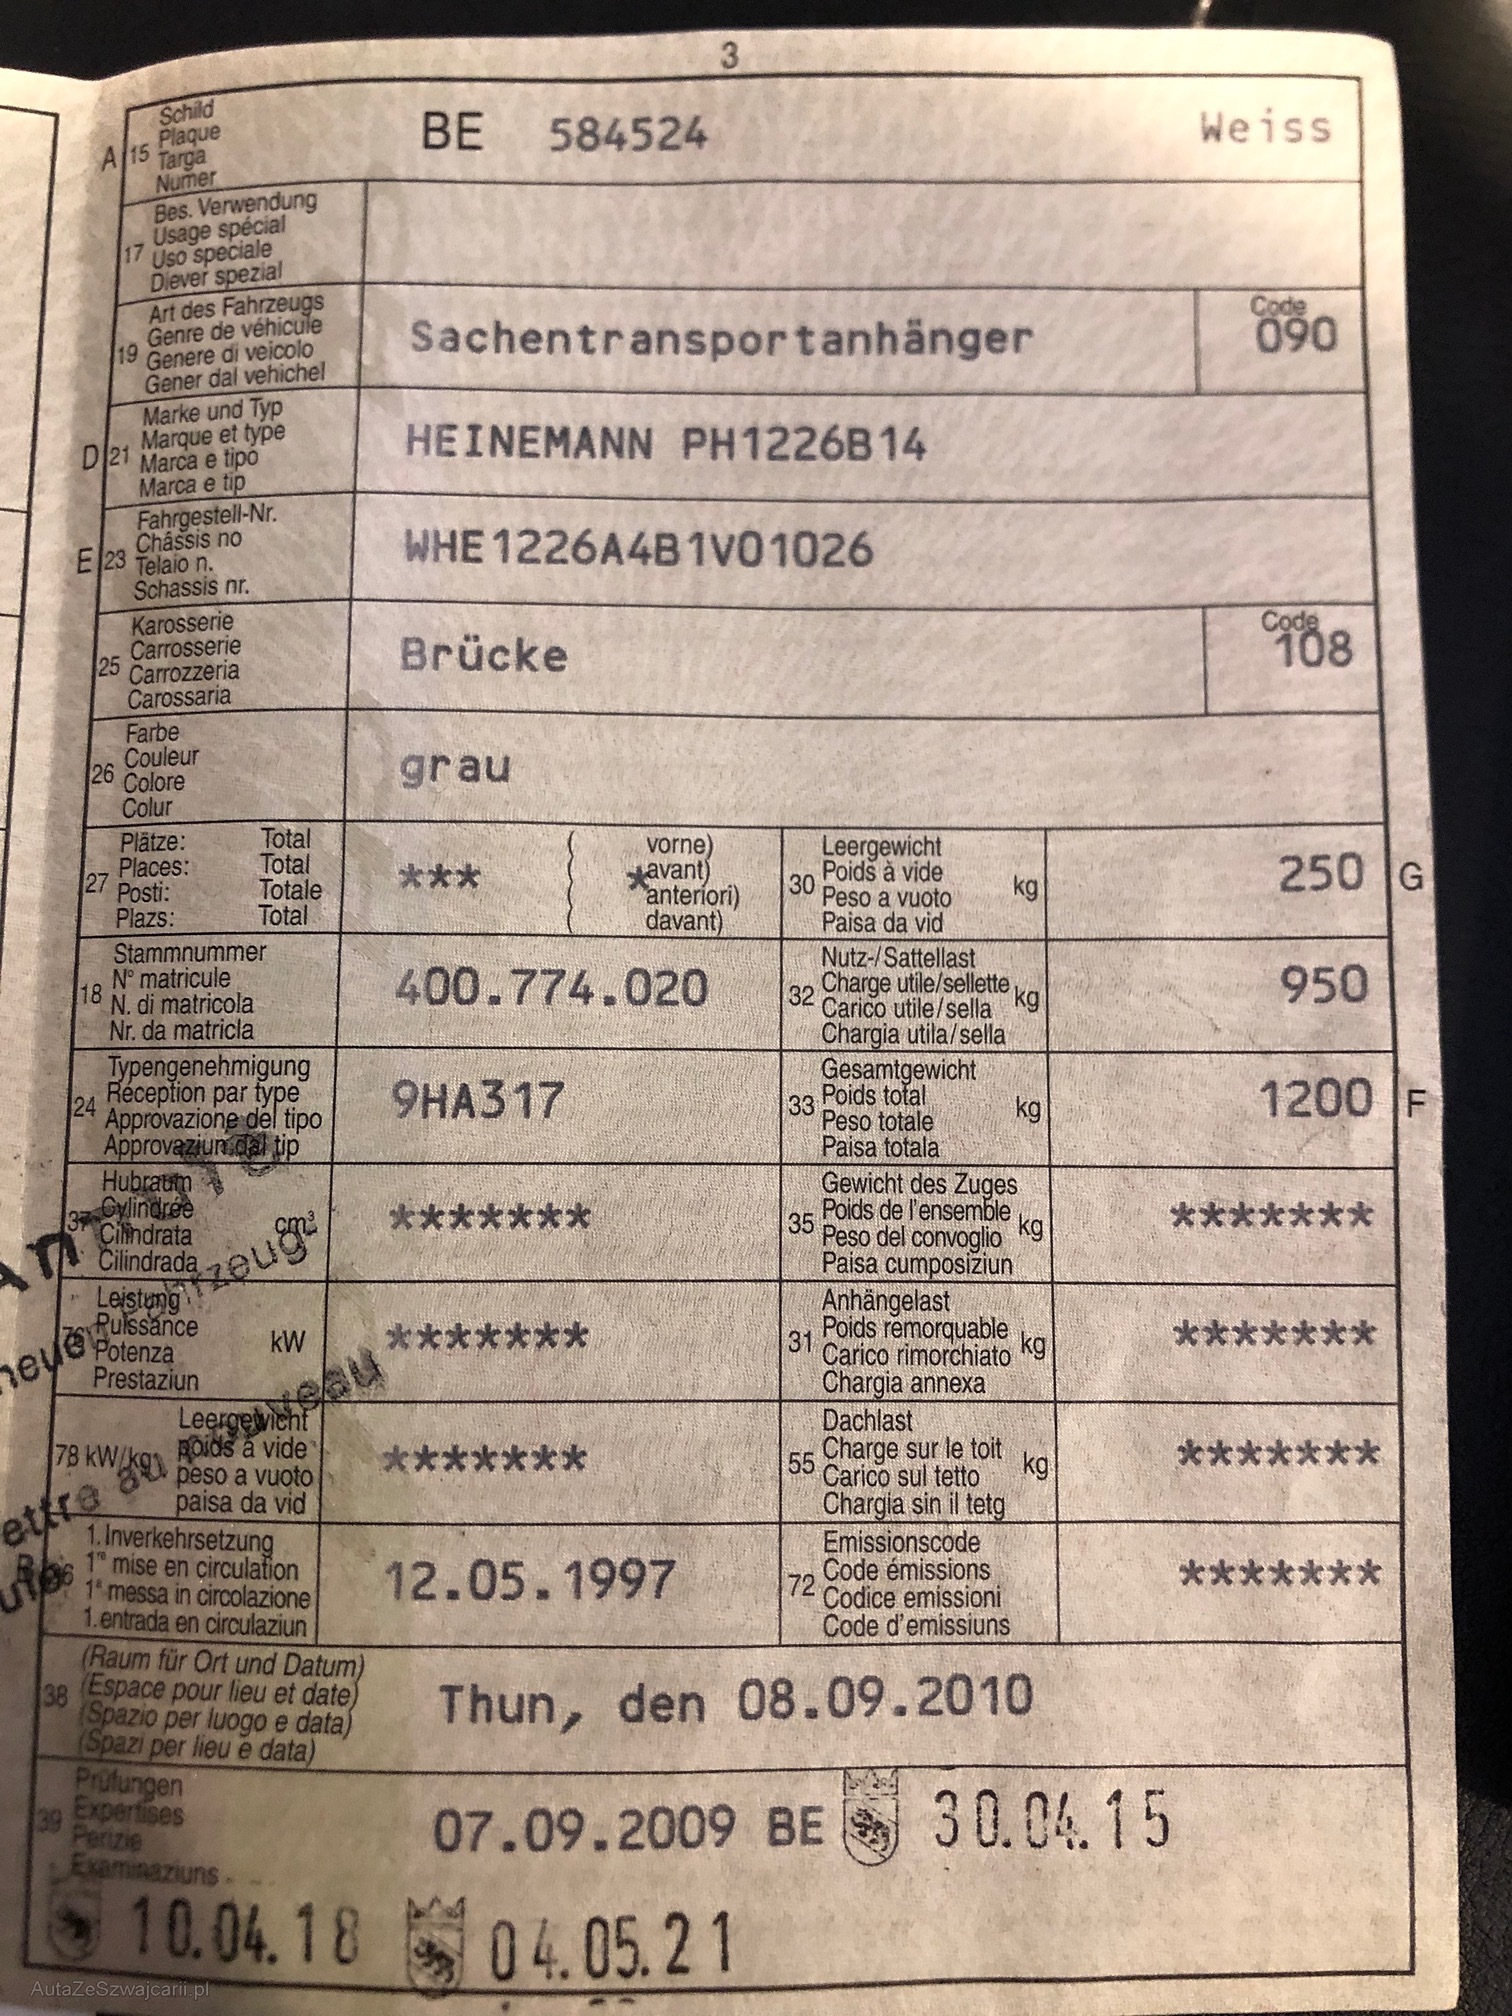 3
A 15 Schild BE 584524 Weiss
Plaque
Targa
Numer
17 Bes. Verwendung
Usage spécial
Uso speciale
Diever spezial
19 Art des Fahrzeugs Sachentransportanhänger Code
Genre de véhicule 090
Genere di veicolo
Gener dal vehichel
D 21 Marke und Typ HEINEMANN PH1226B14
Marque et type
Marca e tipo
Marca e tip
E 23 Fahrgestell-Nr. WHE1226A4B1V01026
Châssis no
Telaio n.
Schassis nr.
25 Karosserie Brücke Code
Carrosserie 108
Carrozzeria
Carossaria
26 Farbe grau
Couleur
Colore
Colur
27 Plätze: Total *** ( vorne)
Places: Total ( *avant)
Posti: Totale ( anteriori)
Plazs: Total ( davant)
30 Leergewicht kg 250 G
Poids à vide
Peso a vuoto
Paisa da vid
18 Stammnummer 400.774.020
N° matricule
N. di matricola
Nr. da matricla
32 Nutz-/Sattellast kg 950
Charge utile/sellette
Carico utile/sella
Chargia utila/sella
24 Typengenehmigung 9HA317
Réception par type
Approvazione del tipo
Approvaziun dal tip
33 Gesamtgewicht kg 1200 F
Poids total
Peso totale
Paisa totala
37 Hubraum cm³ *******
Cylindrée
Cilindrata
Cilindrada
35 Gewicht des Zuges kg *******
Poids de l'ensemble
Peso del convoglio
Paisa cumposiziun
76 Leistung kW *******
Puissance
Potenza
Prestaziun
31 Anhängelast kg *******
Poids remorquable
Carico rimorchiato
Chargia annexa
78 kW/kg Leergewicht *******
poids à vide
peso a vuoto
paisa da vid
55 Dachlast kg *******
Charge sur le toit
Carico sul tetto
Chargia sin il tetg
B 36 1. Inverkehrsetzung 12.05.1997
1re mise en circulation
1a messa in circolazione
1. entrada en circulaziun
72 Emissionscode *******
Code émissions
Codice emissioni
Code d'emissiuns
38 (Raum für Ort und Datum) Thun, den 08.09.2010
(Espace pour lieu et date)
(Spazio per luogo e data)
(Spazi per lieu e data)
39 Prüfungen 07.09.2009 BE 30.04.15
Expertises
Perizie
Examinaziuns
10.04.18 04.05.21
neuen Fahrzeug
ettre au nouveau
AutaZeSzwajcarii.pl